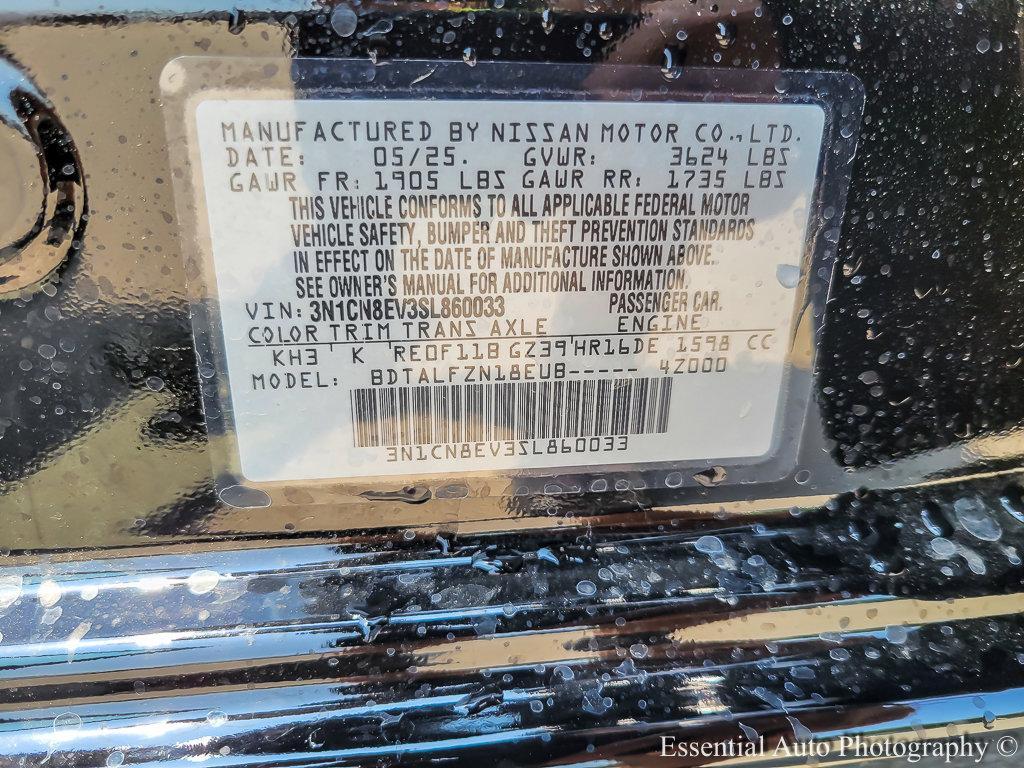 MANUFACTURED BY NISSAN MOTOR CO.,LTD.
DATE: 05/25. GVWR: 3624 LBS
GAWR FR: 1905 LBS GAWR RR: 1735 LBS
THIS VEHICLE CONFORMS TO ALL APPLICABLE FEDERAL MOTOR
VEHICLE SAFETY, BUMPER AND THEFT PREVENTION STANDARDS
IN EFFECT ON THE DATE OF MANUFACTURE SHOWN ABOVE.
SEE OWNER'S MANUAL FOR ADDITIONAL INFORMATION.
VIN: 3N1CN8EV3SL860033 PASSENGER CAR.
COLOR TRIM TRANS AXLE ENGINE
KH3 K RE0F11B GZ39 HR16DE 1598 CC
MODEL: BDTALFZN18EUB----- 4Z000
3N1CN8EV3SL860033
Essential Auto Photography ©